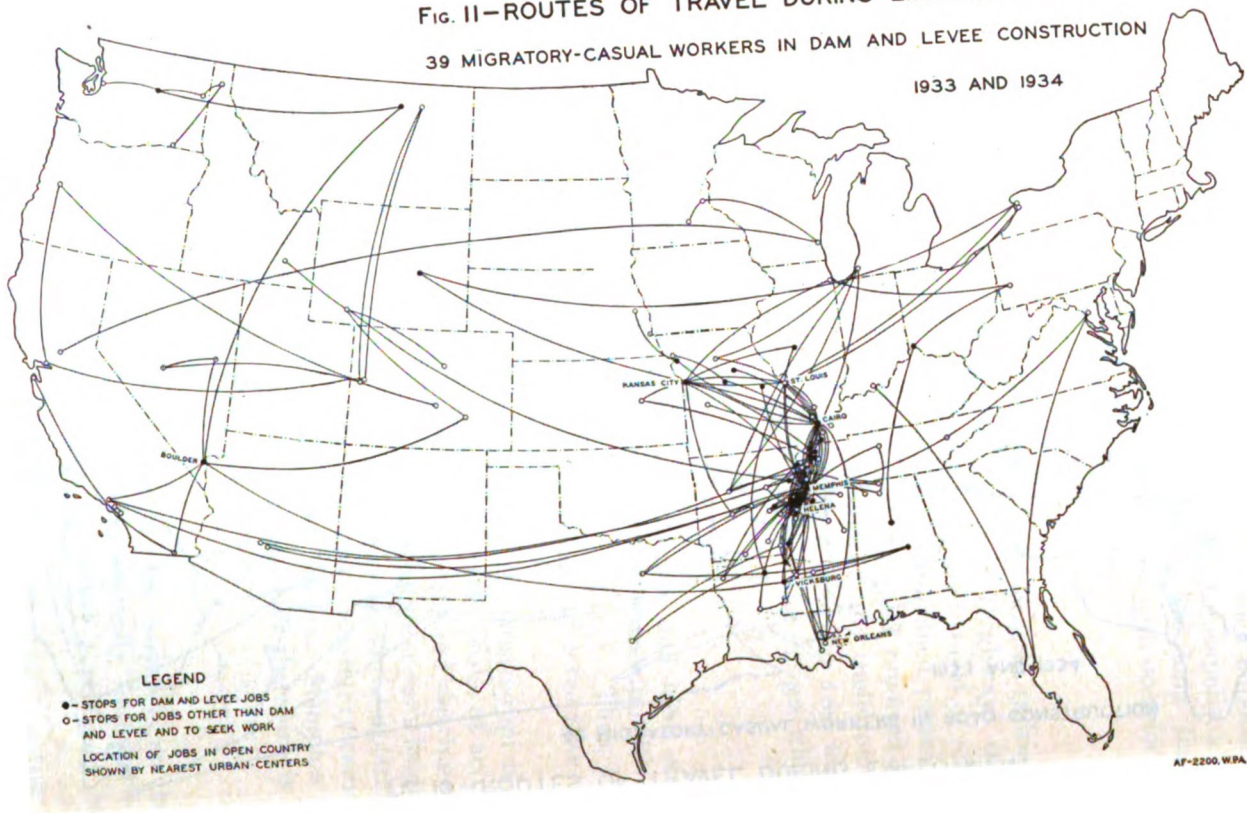 FIG. 11—ROUTES OF TRAVEL DURING
39 MIGRATORY-CASUAL WORKERS IN DAM AND LEVEE CONSTRUCTION
1933 AND 1934
KANSAS CITY
ST. LOUIS
CAIRO
BOULDER
MEMPHIS
HELENA
VICKSBURG
NEW ORLEANS
LEGEND
●–STOPS FOR DAM AND LEVEE JOBS
○–STOPS FOR JOBS OTHER THAN DAM
AND LEVEE AND TO SEEK WORK
LOCATION OF JOBS IN OPEN COUNTRY
SHOWN BY NEAREST URBAN CENTERS
AF-2200, W.P.A.